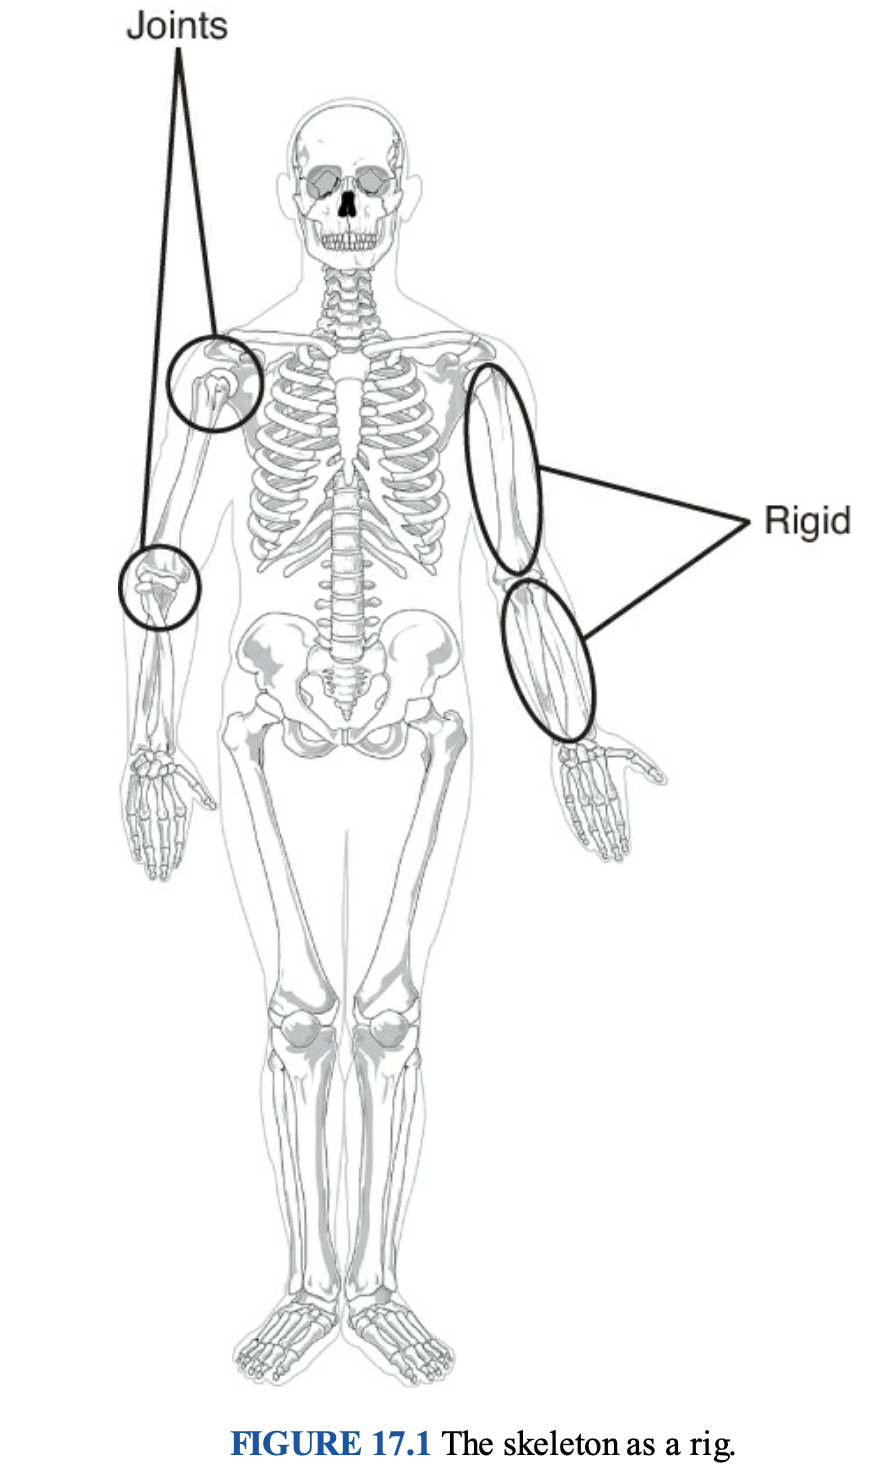 Joints
Rigid
FIGURE 17.1 The skeleton as a rig.